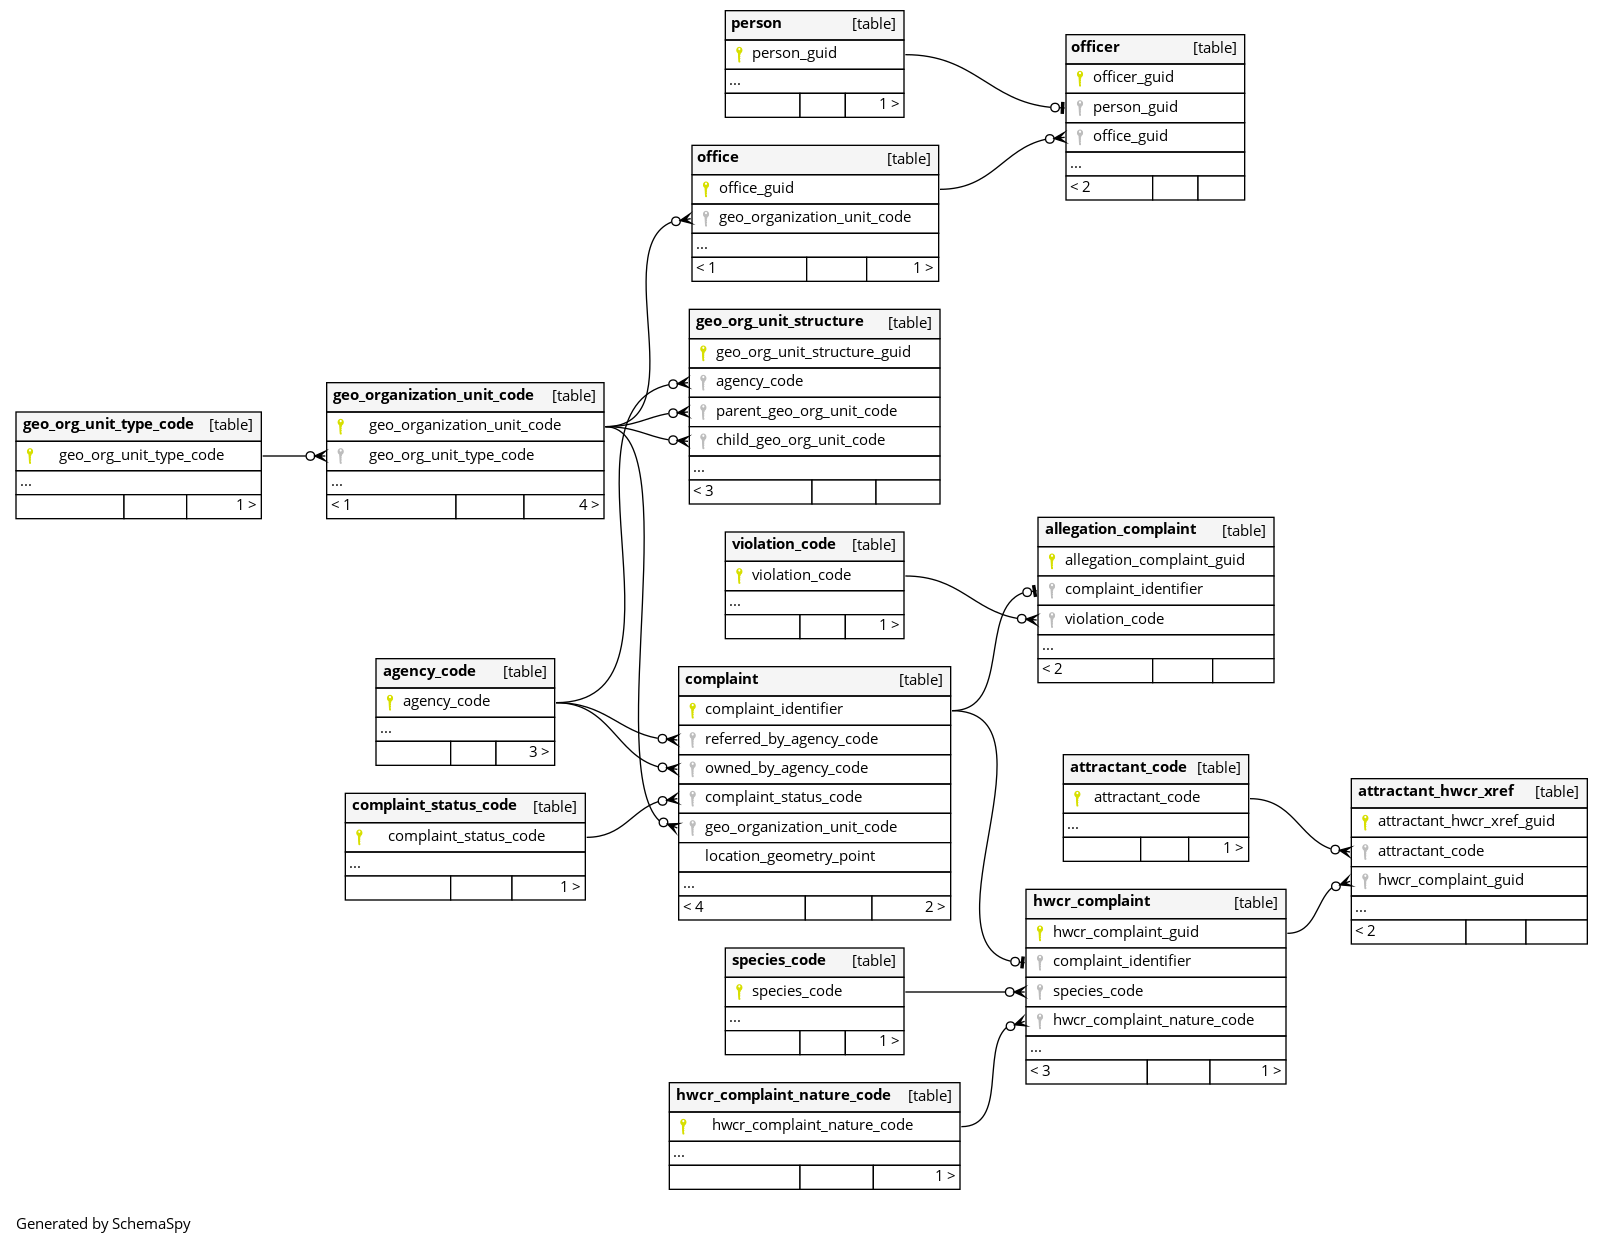 person [table]
person_guid
...
1 >
officer [table]
officer_guid
person_guid
office_guid
...
< 2
office [table]
office_guid
geo_organization_unit_code
...
< 1 1 >
geo_org_unit_structure [table]
geo_org_unit_structure_guid
agency_code
parent_geo_org_unit_code
child_geo_org_unit_code
...
< 3
geo_organization_unit_code [table]
geo_organization_unit_code
geo_org_unit_type_code
...
< 1 4 >
geo_org_unit_type_code [table]
geo_org_unit_type_code
...
1 >
violation_code [table]
violation_code
...
1 >
allegation_complaint [table]
allegation_complaint_guid
complaint_identifier
violation_code
...
< 2
agency_code [table]
agency_code
...
3 >
complaint [table]
complaint_identifier
referred_by_agency_code
owned_by_agency_code
complaint_status_code
geo_organization_unit_code
location_geometry_point
...
< 4 2 >
complaint_status_code [table]
complaint_status_code
...
1 >
attractant_code [table]
attractant_code
...
1 >
attractant_hwcr_xref [table]
attractant_hwcr_xref_guid
attractant_code
hwcr_complaint_guid
...
< 2
hwcr_complaint [table]
hwcr_complaint_guid
complaint_identifier
species_code
hwcr_complaint_nature_code
...
< 3 1 >
species_code [table]
species_code
...
1 >
hwcr_complaint_nature_code [table]
hwcr_complaint_nature_code
...
1 >
Generated by SchemaSpy